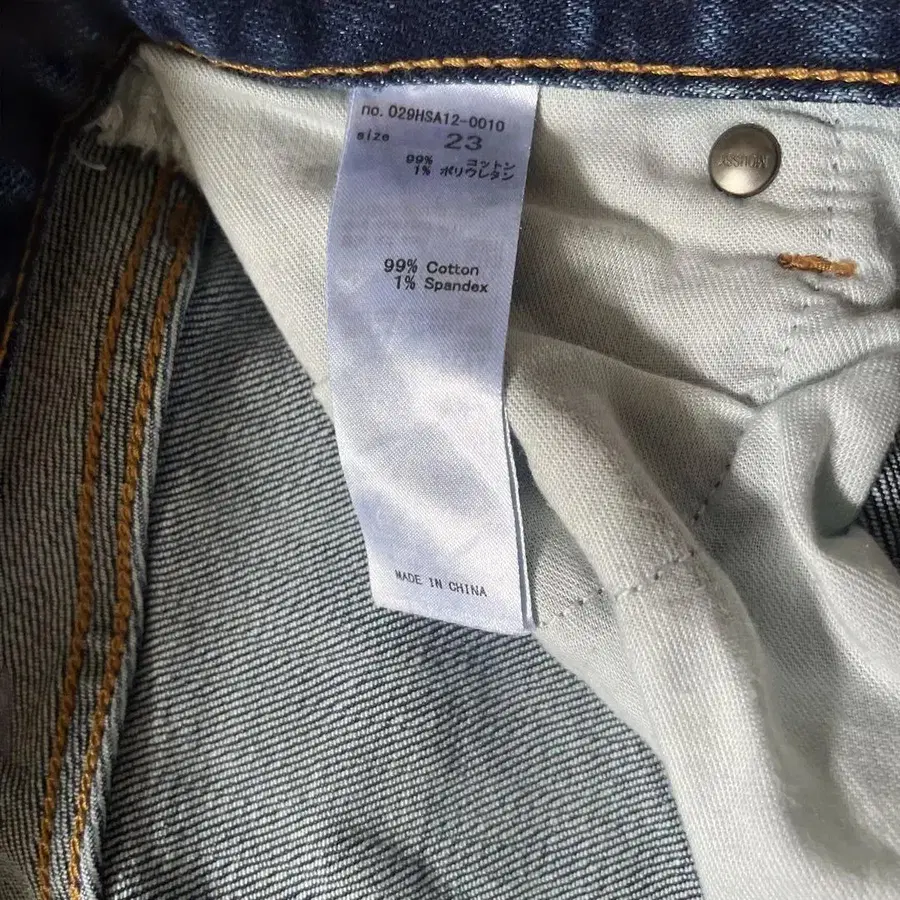 no. 029HSA12-0010
size 23
99% コットン
1% ポリウレタン
99% Cotton
1% Spandex
MADE IN CHINA
MOUSSY